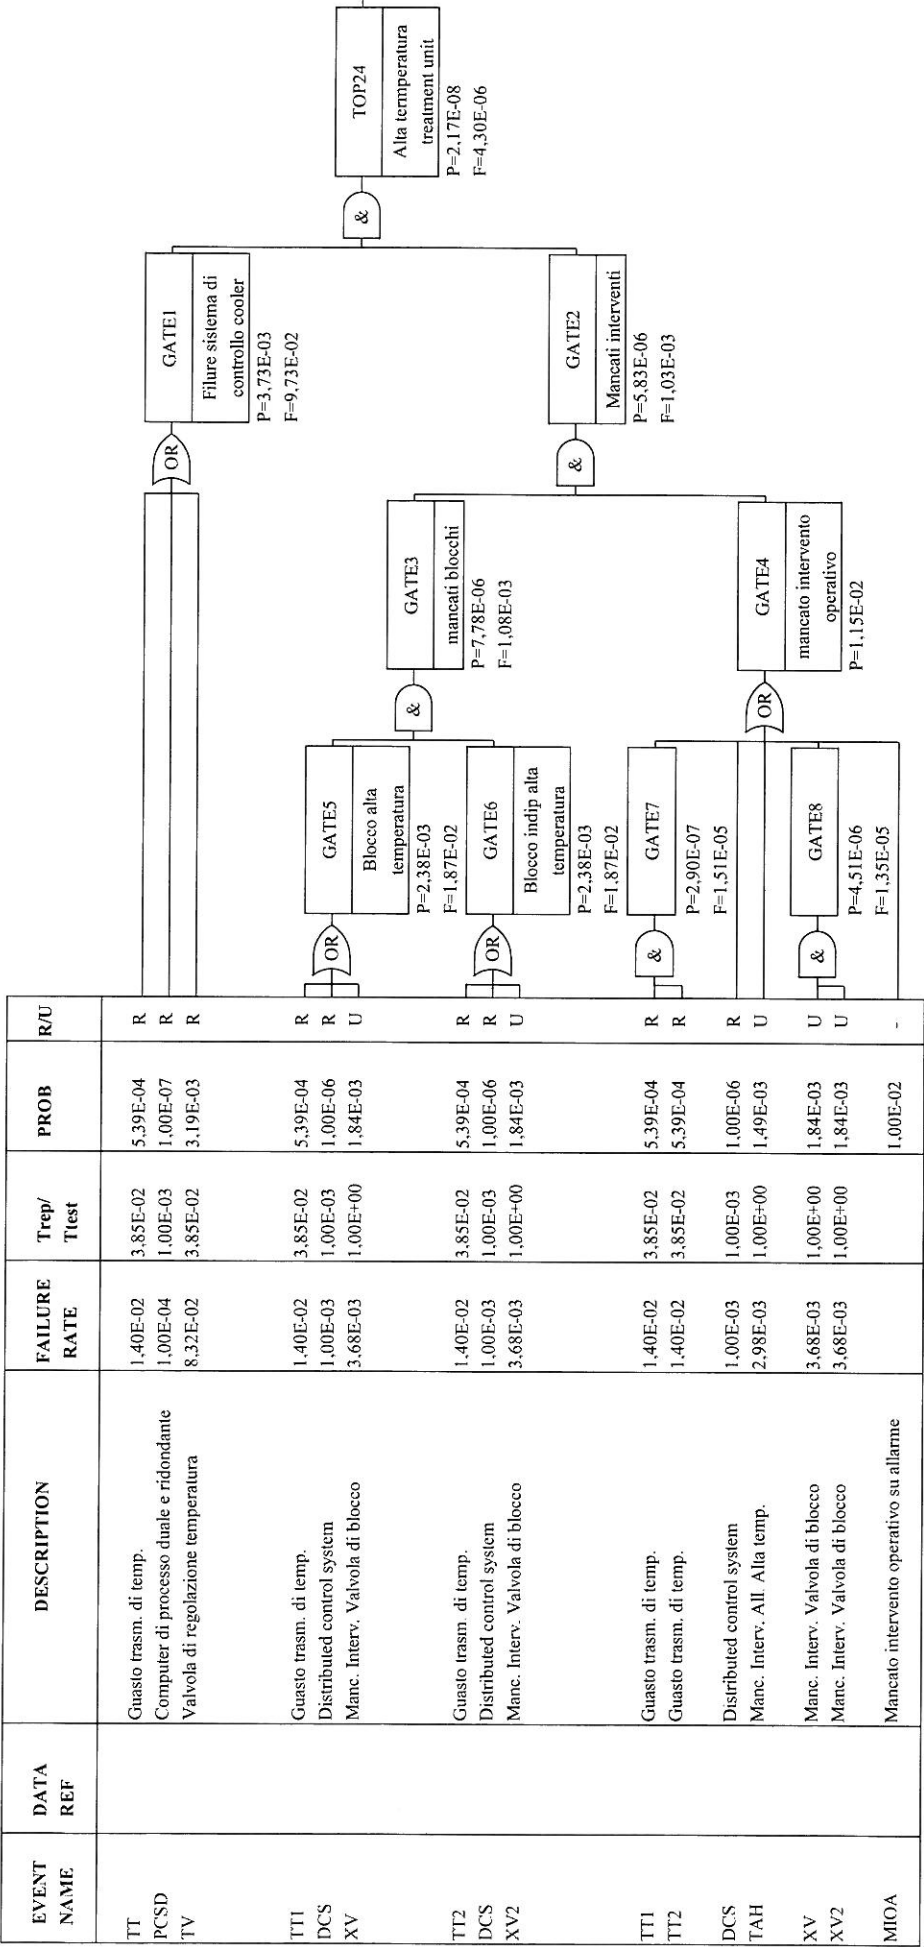 EVENT NAME DATA REF DESCRIPTION FAILURE RATE Trep/ Ttest PROB R/U
TT Guasto trasm. di temp. 1,40E-02 3,85E-02 5,39E-04 R
PCSD Computer di processo duale e ridondante 1,00E-04 1,00E-03 1,00E-07 R
TV Valvola di regolazione temperatura 8,32E-02 3,85E-02 3,19E-03 R
TT1 Guasto trasm. di temp. 1,40E-02 3,85E-02 5,39E-04 R
DCS Distributed control system 1,00E-03 1,00E-03 1,00E-06 R
XV Manc. Interv. Valvola di blocco 3,68E-03 1,00E+00 1,84E-03 U
TT2 Guasto trasm. di temp. 1,40E-02 3,85E-02 5,39E-04 R
DCS Distributed control system 1,00E-03 1,00E-03 1,00E-06 R
XV2 Manc. Interv. Valvola di blocco 3,68E-03 1,00E+00 1,84E-03 U
TT1 Guasto trasm. di temp. 1,40E-02 3,85E-02 5,39E-04 R
TT2 Guasto trasm. di temp. 1,40E-02 3,85E-02 5,39E-04 R
DCS Distributed control system 1,00E-03 1,00E-03 1,00E-06 R
TAH Manc. Interv. All. Alta temp. 2,98E-03 1,00E+00 1,49E-03 U
XV Manc. Interv. Valvola di blocco 3,68E-03 1,00E+00 1,84E-03 U
XV2 Manc. Interv. Valvola di blocco 3,68E-03 1,00E+00 1,84E-03 U
MIOA Mancato intervento operativo su allarme 1,00E-02 -
OR
GATE5
Blocco alta
temperatura
P=2,38E-03
F=1,87E-02
OR
GATE6
Blocco indip alta
temperatura
P=2,38E-03
F=1,87E-02
&
GATE7
P=2,90E-07
F=1,51E-05
&
GATE8
P=4,51E-06
F=1,35E-05
&
GATE3
mancati blocchi
P=7,78E-06
F=1,08E-03
OR
GATE4
mancato intervento
operativo
P=1,15E-02
OR
GATE1
Filure sistema di
controllo cooler
P=3,73E-03
F=9,73E-02
&
GATE2
Mancati interventi
P=5,83E-06
F=1,03E-03
&
TOP24
Alta termperatura
treatment unit
P=2,17E-08
F=4,30E-06